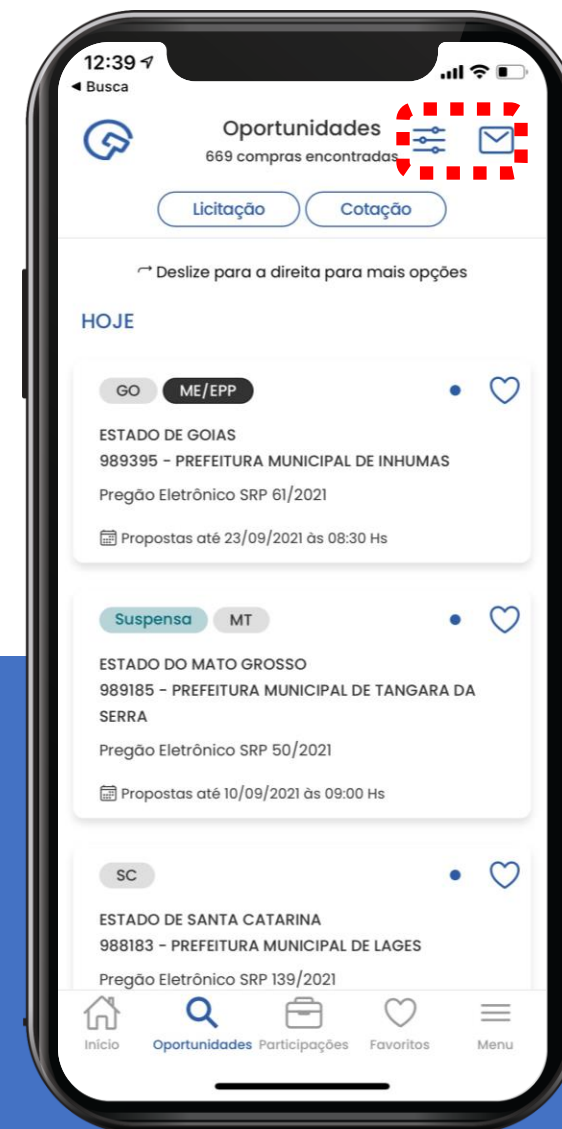 12:39
◀ Busca
Oportunidades
669 compras encontradas
Licitação
Cotação
Deslize para a direita para mais opções
HOJE
GO
ME/EPP
ESTADO DE GOIAS
989395 - PREFEITURA MUNICIPAL DE INHUMAS
Pregão Eletrônico SRP 61/2021
Propostas até 23/09/2021 às 08:30 Hs
Suspensa
MT
ESTADO DO MATO GROSSO
989185 - PREFEITURA MUNICIPAL DE TANGARA DA
SERRA
Pregão Eletrônico SRP 50/2021
Propostas até 10/09/2021 às 09:00 Hs
SC
ESTADO DE SANTA CATARINA
988183 - PREFEITURA MUNICIPAL DE LAGES
Pregão Eletrônico SRP 139/2021
Início
Oportunidades
Participações
Favoritos
Menu